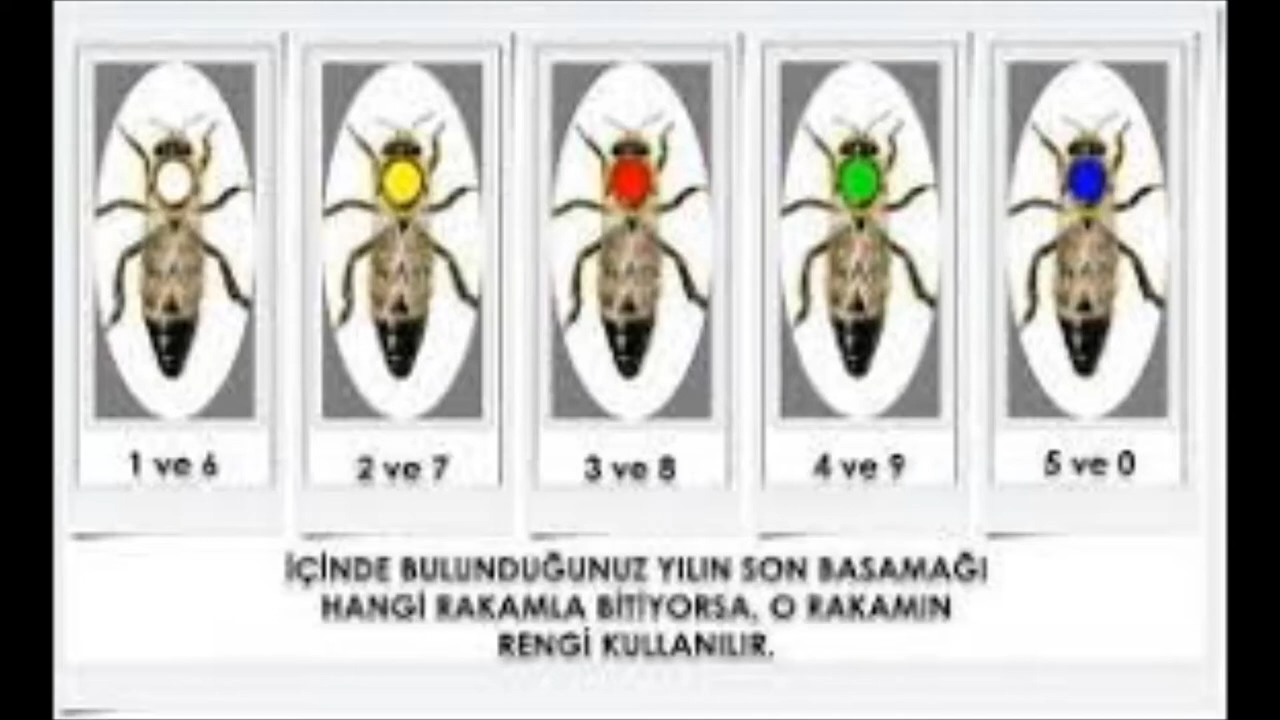 1 ve 6
2 ve 7
3 ve 8
4 ve 9
5 ve 0
İÇİNDE BULUNDUĞUNUZ YILIN SON BASAMAĞI
HANGİ RAKAMLA BİTİYORSA, O RAKAMIN
RENGİ KULLANILIR.